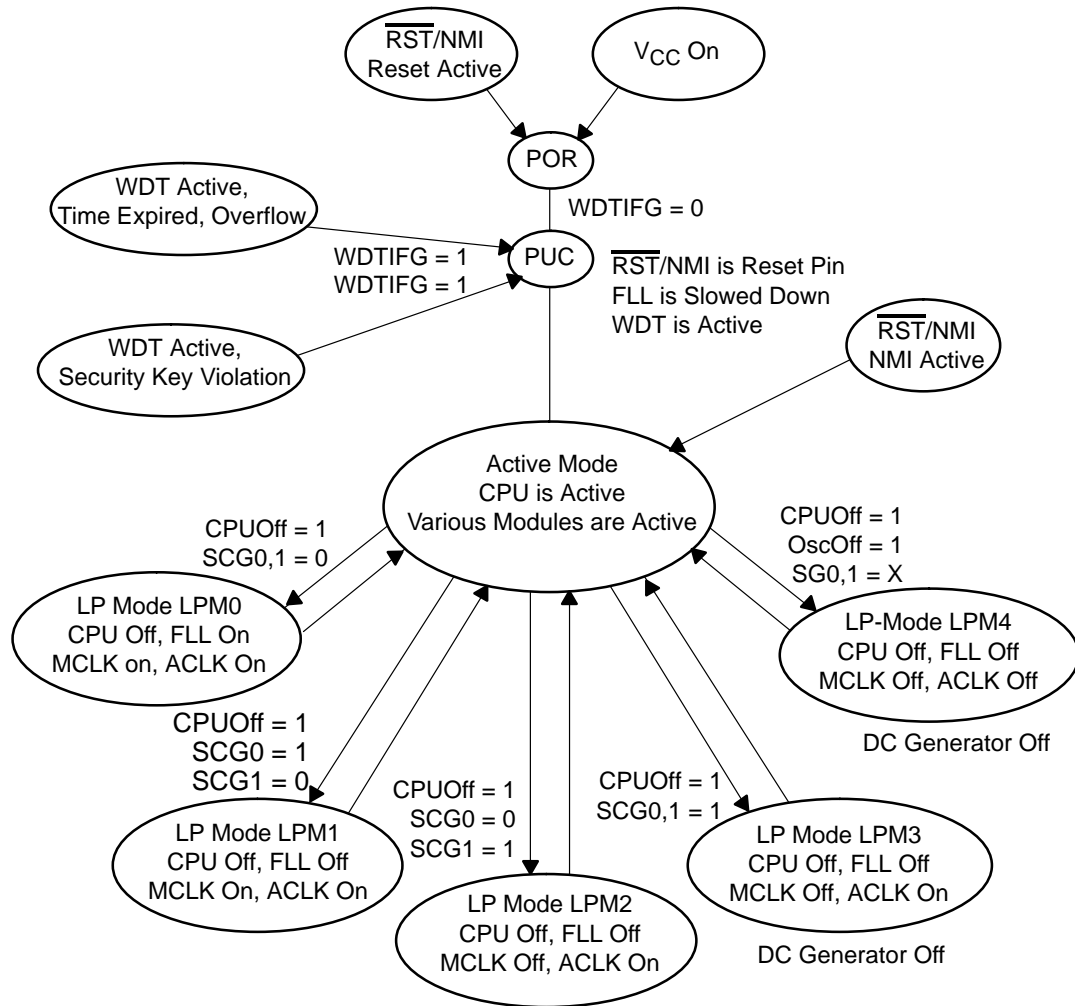 RST/NMI
Reset Active
VCC On
POR
WDTIFG = 0
WDT Active,
Time Expired, Overflow
WDTIFG = 1
WDTIFG = 1
PUC
RST/NMI is Reset Pin
FLL is Slowed Down
WDT is Active
WDT Active,
Security Key Violation
RST/NMI
NMI Active
Active Mode
CPU is Active
Various Modules are Active
CPUOff = 1
SCG0,1 = 0
CPUOff = 1
OscOff = 1
SG0,1 = X
LP Mode LPM0
CPU Off, FLL On
MCLK on, ACLK On
LP-Mode LPM4
CPU Off, FLL Off
MCLK Off, ACLK Off
DC Generator Off
CPUOff = 1
SCG0 = 1
SCG1 = 0
CPUOff = 1
SCG0 = 0
SCG1 = 1
CPUOff = 1
SCG0,1 = 1
LP Mode LPM1
CPU Off, FLL Off
MCLK On, ACLK On
LP Mode LPM2
CPU Off, FLL Off
MCLK Off, ACLK On
LP Mode LPM3
CPU Off, FLL Off
MCLK Off, ACLK On
DC Generator Off